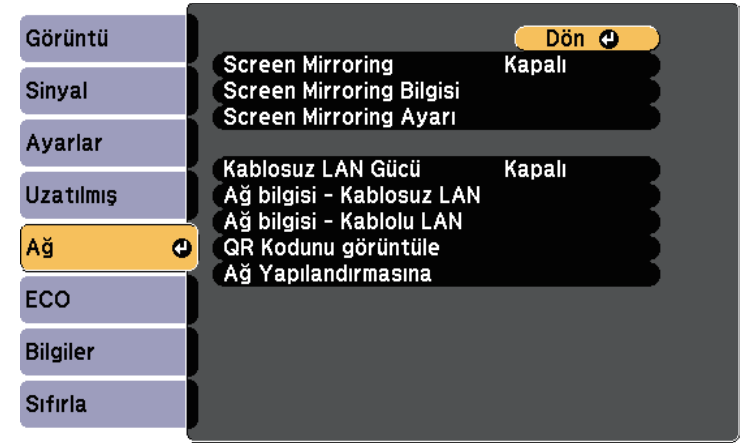 Görüntü
Sinyal
Ayarlar
Uzatılmış
Ağ
ECO
Bilgiler
Sıfırla
Dön
Screen Mirroring Kapalı
Screen Mirroring Bilgisi
Screen Mirroring Ayarı
Kablosuz LAN Gücü Kapalı
Ağ bilgisi - Kablosuz LAN
Ağ bilgisi - Kablolu LAN
QR Kodunu görüntüle
Ağ Yapılandırmasına